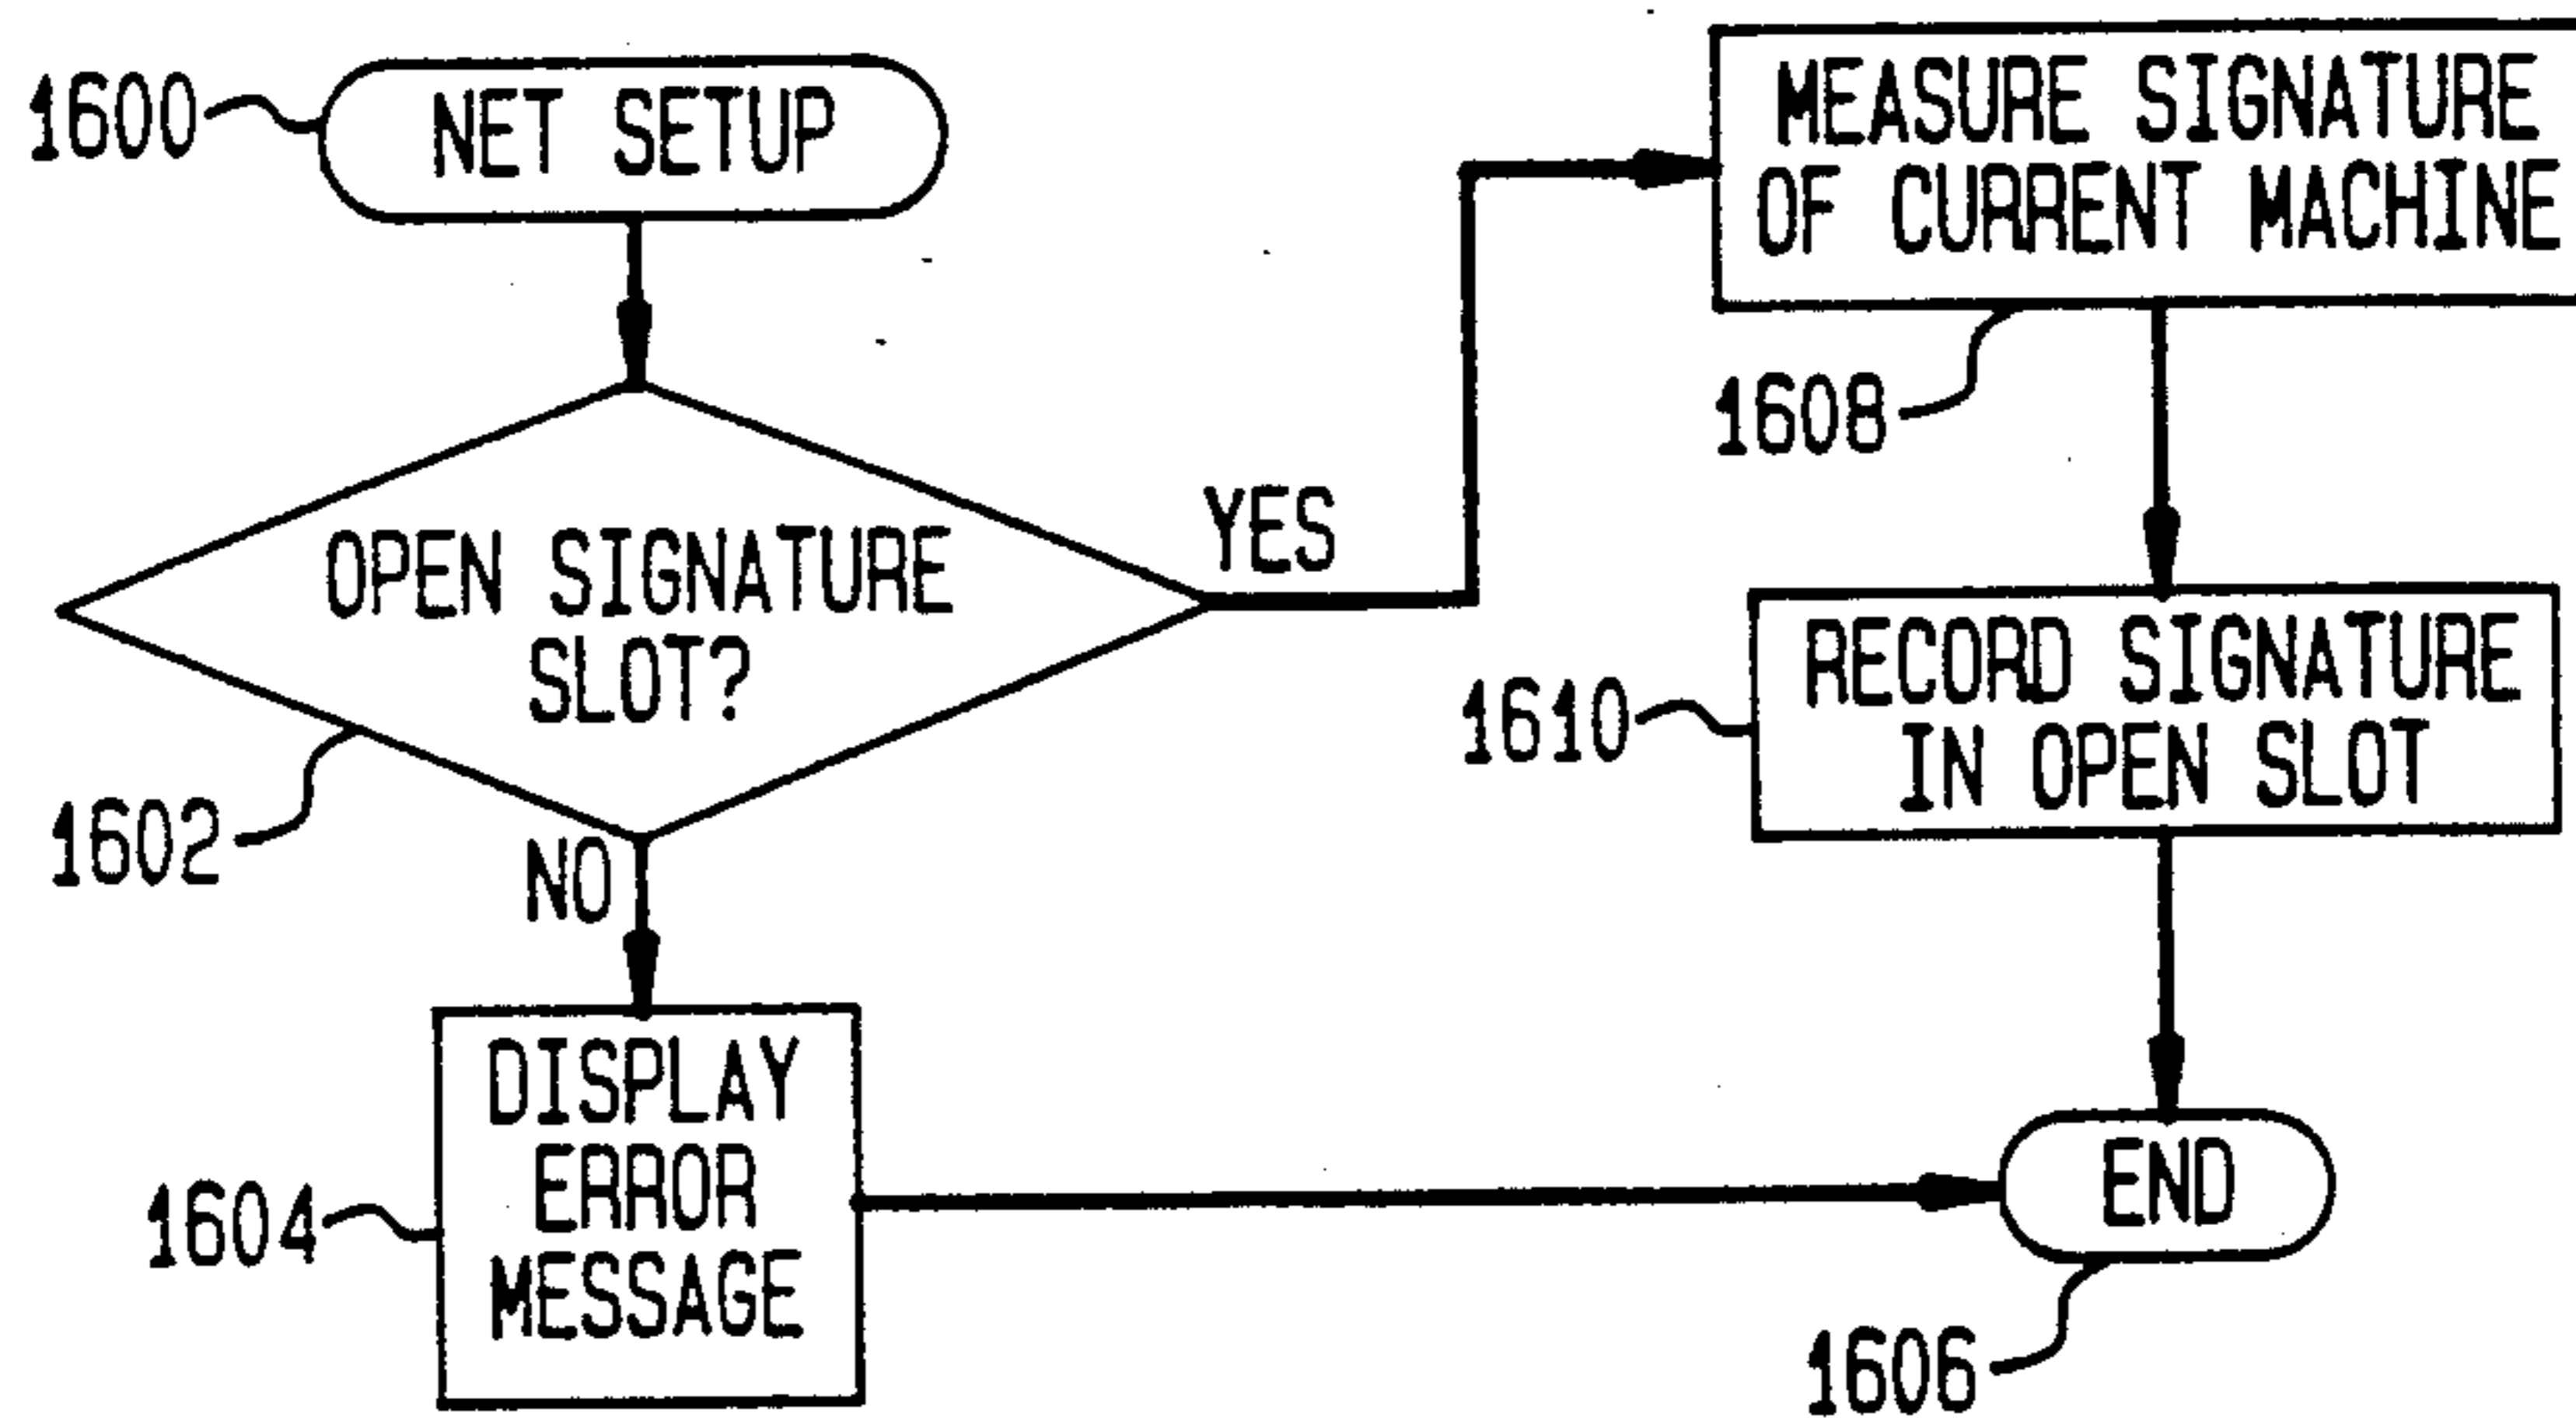 1600
NET SETUP
OPEN SIGNATURE
SLOT?
1602
YES
NO
DISPLAY
ERROR
MESSAGE
1604
MEASURE SIGNATURE
OF CURRENT MACHINE
1608
RECORD SIGNATURE
IN OPEN SLOT
1610
END
1606